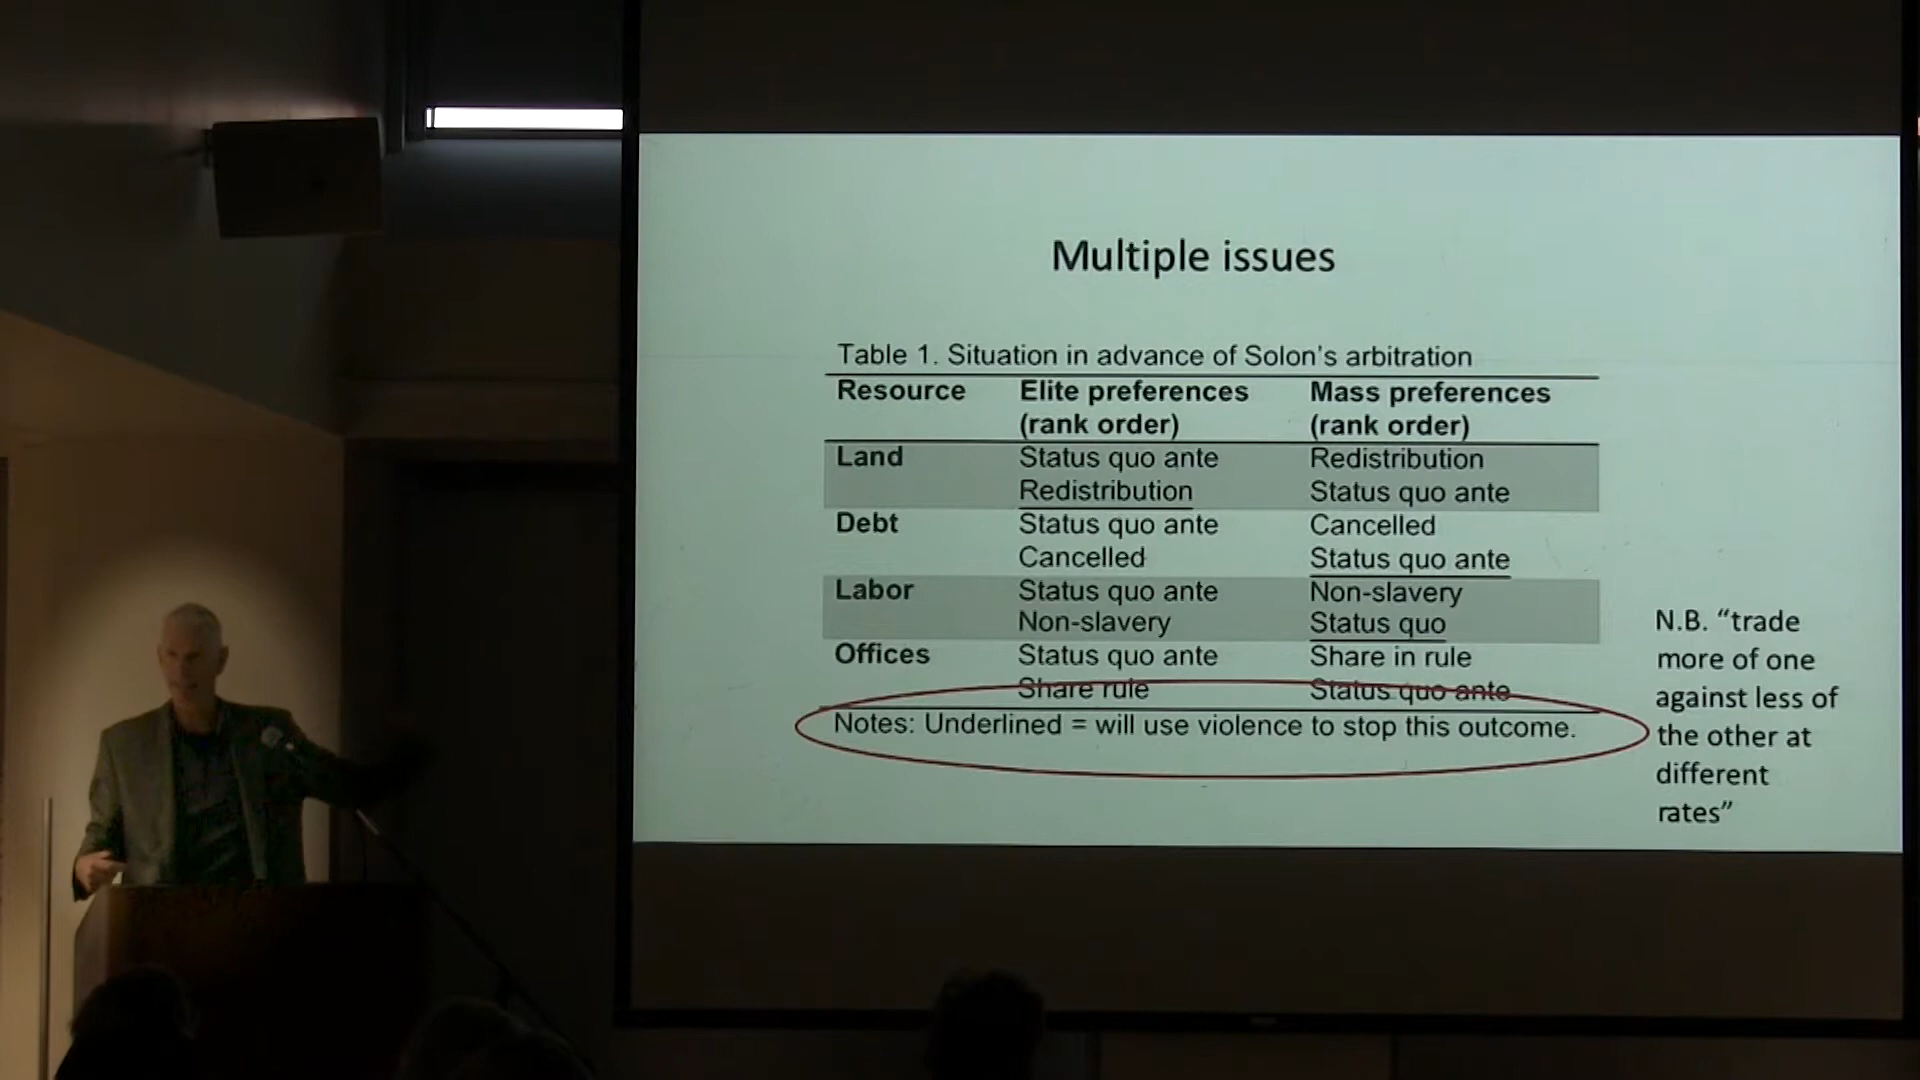 Multiple issues
Table 1. Situation in advance of Solon's arbitration
Resource Elite preferences (rank order) Mass preferences (rank order)
Land Status quo ante Redistribution
Redistribution Status quo ante
Debt Status quo ante Cancelled
Cancelled Status quo ante
Labor Status quo ante Non-slavery
Non-slavery Status quo
Offices Status quo ante Share in rule
Share rule Status quo ante
Notes: Underlined = will use violence to stop this outcome.
N.B. “trade
more of one
against less of
the other at
different
rates”